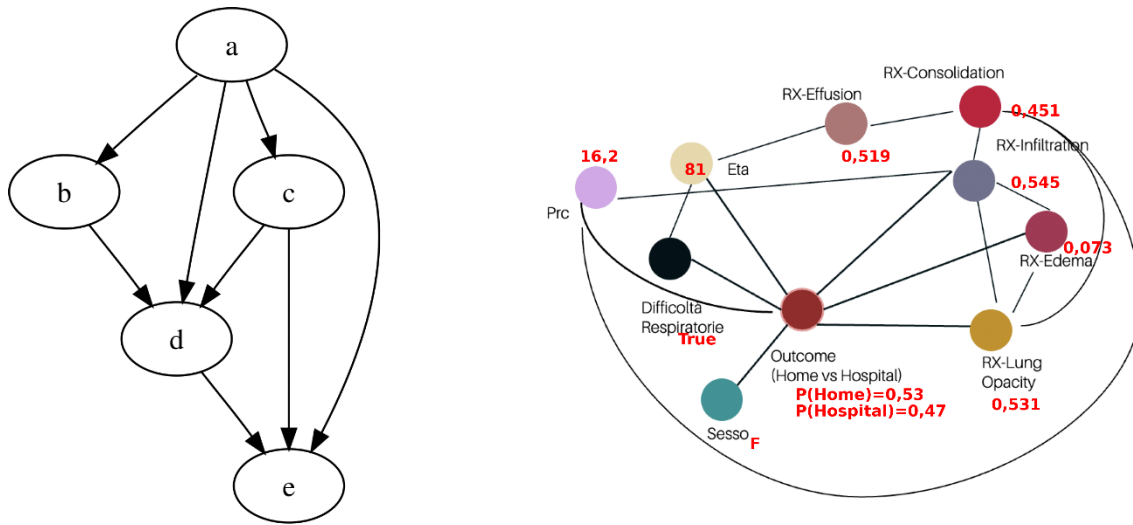 a
b
c
d
e
RX-Consolidation
0,451
RX-Effusion
0,519
RX-Infiltration
0,545
16,2
Prc
81
Eta
0,073
RX-Edema
Difficoltà
Respiratorie
True
Outcome
(Home vs Hospital)
P(Home)=0,53
P(Hospital)=0,47
RX-Lung
Opacity
0,531
Sesso
F